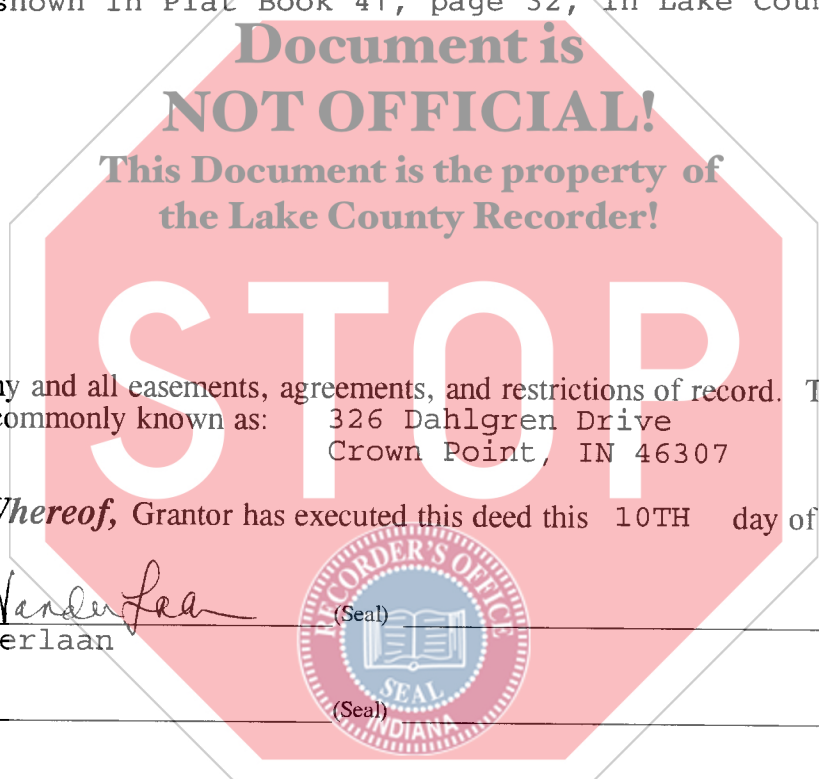 shown in Plat Book 41, page 32, in Lake Coun
Document is
NOT OFFICIAL!
This Document is the property of
the Lake County Recorder!
STOP
ny and all easements, agreements, and restrictions of record. T
commonly known as: 326 Dahlgren Drive
Crown Point, IN 46307
Whereof, Grantor has executed this deed this 10TH day of
VanderLaan (Seal)
erlaan
(Seal)
RECORDER'S OFFICE
SEAL
INDIANA